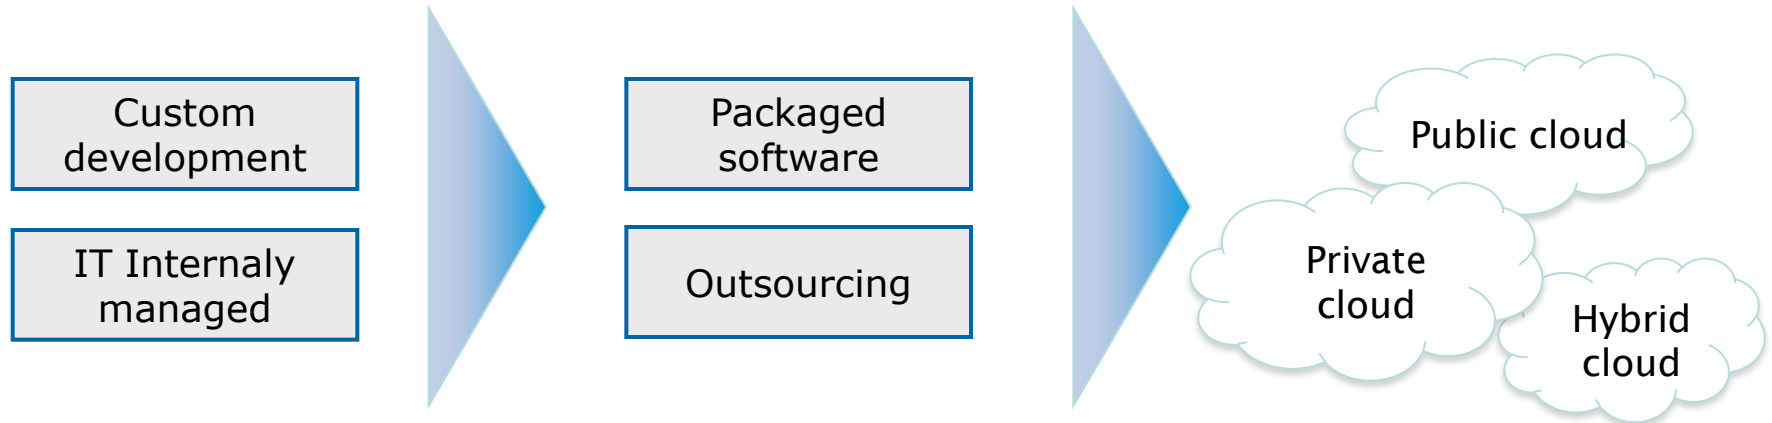 Custom
development
IT Internaly
managed
Packaged
software
Outsourcing
Public cloud
Private
cloud
Hybrid
cloud